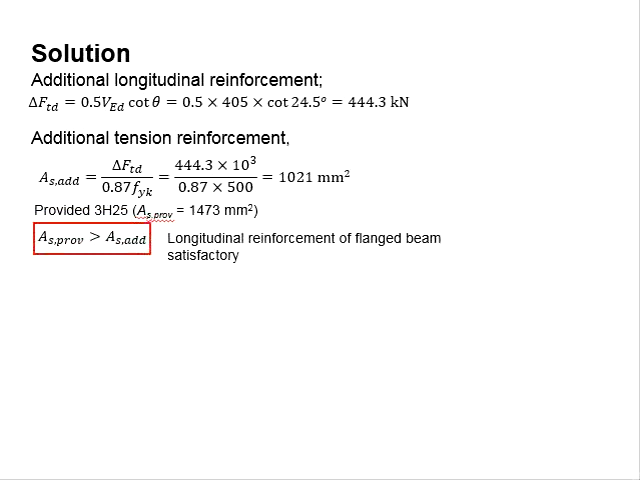 Solution
Additional longitudinal reinforcement;
ΔF_td = 0.5V_Ed cot θ = 0.5 × 405 × cot 24.5° = 444.3 kN
Additional tension reinforcement,
A_s,add = ΔF_td / 0.87f_yk = 444.3 × 10³ / 0.87 × 500 = 1021 mm²
Provided 3H25 (A_s,prov = 1473 mm²)
A_s,prov > A_s,add
Longitudinal reinforcement of flanged beam
satisfactory